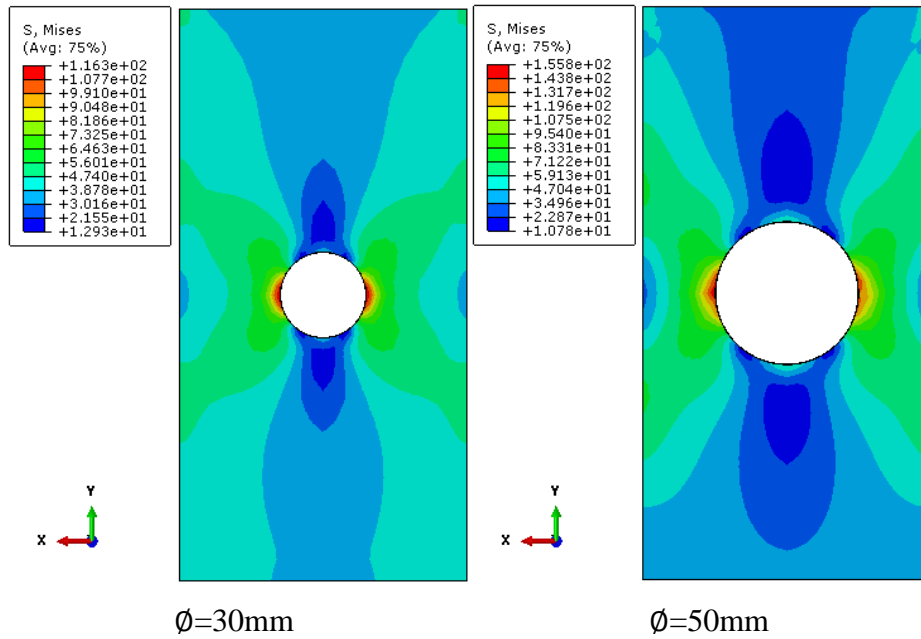 S, Mises
(Avg: 75%)
+1.163e+02
+1.077e+02
+9.910e+01
+9.048e+01
+8.186e+01
+7.325e+01
+6.463e+01
+5.601e+01
+4.740e+01
+3.878e+01
+3.016e+01
+2.155e+01
+1.293e+01
Y
X
∅=30mm
S, Mises
(Avg: 75%)
+1.558e+02
+1.438e+02
+1.317e+02
+1.196e+02
+1.075e+02
+9.540e+01
+8.331e+01
+7.122e+01
+5.913e+01
+4.704e+01
+3.496e+01
+2.287e+01
+1.078e+01
Y
X
∅=50mm